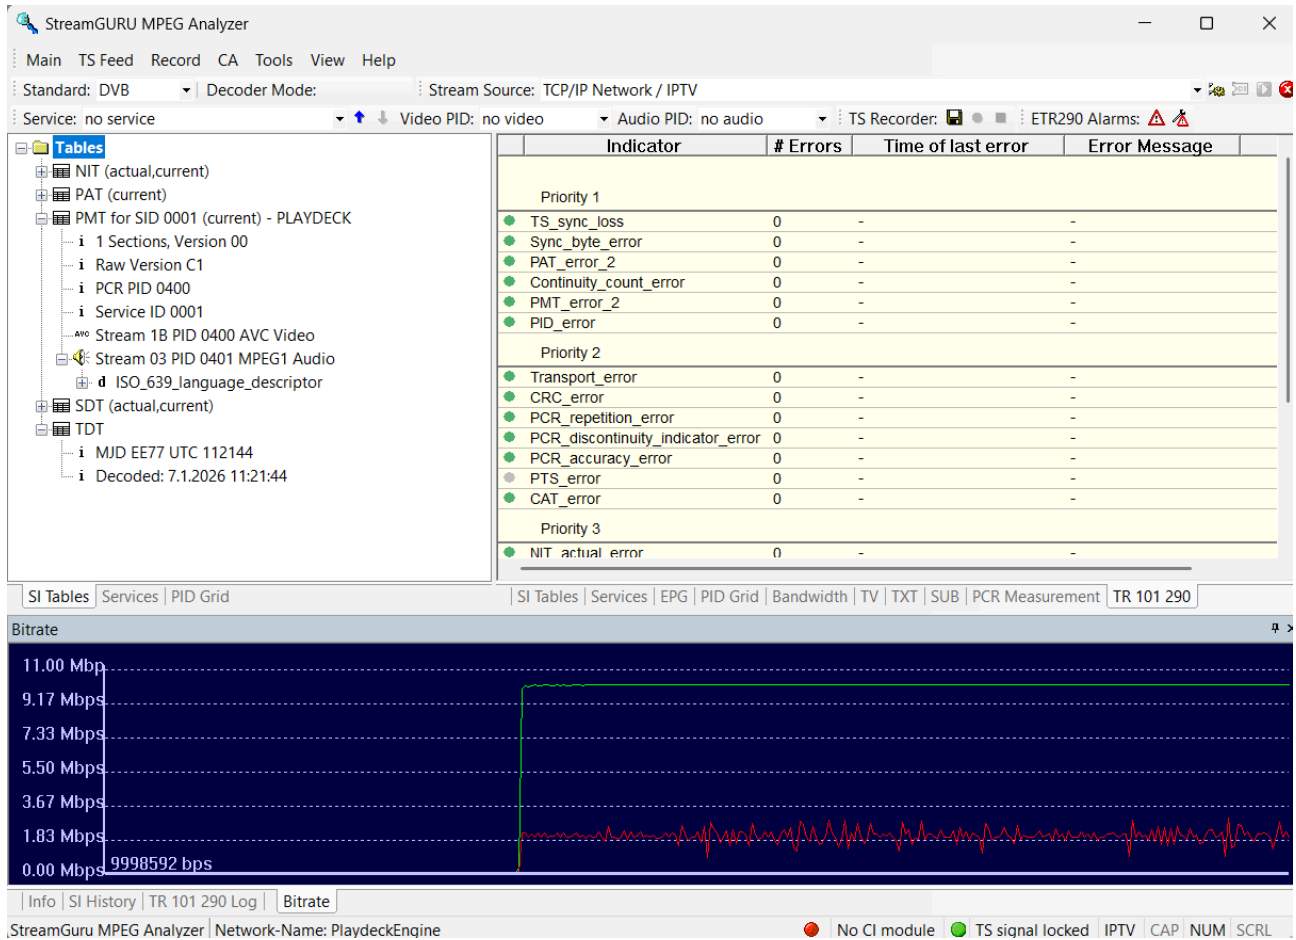 StreamGURU MPEG Analyzer
Main TS Feed Record CA Tools View Help
Standard: DVB Decoder Mode: Stream Source: TCP/IP Network / IPTV
Service: no service Video PID: no video Audio PID: no audio TS Recorder: ETR290 Alarms:
Tables
NIT (actual,current)
PAT (current)
PMT for SID 0001 (current) - PLAYDECK
i 1 Sections, Version 00
i Raw Version C1
i PCR PID 0400
i Service ID 0001
AVC Stream 1B PID 0400 AVC Video
Stream 03 PID 0401 MPEG1 Audio
d ISO_639_language_descriptor
SDT (actual,current)
TDT
i MJD EE77 UTC 112144
i Decoded: 7.1.2026 11:21:44
SI Tables Services PID Grid
Indicator # Errors Time of last error Error Message
Priority 1
TS_sync_loss 0 - -
Sync_byte_error 0 - -
PAT_error_2 0 - -
Continuity_count_error 0 - -
PMT_error_2 0 - -
PID_error 0 - -
Priority 2
Transport_error 0 - -
CRC_error 0 - -
PCR_repetition_error 0 - -
PCR_discontinuity_indicator_error 0 - -
PCR_accuracy_error 0 - -
PTS_error 0 - -
CAT_error 0 - -
Priority 3
NIT_actual_error 0 - -
SI Tables Services EPG PID Grid Bandwidth TV TXT SUB PCR Measurement TR 101 290
Bitrate
11.00 Mbp
9.17 Mbps
7.33 Mbps
5.50 Mbps
3.67 Mbps
1.83 Mbps
0.00 Mbps
9998592 bps
Info SI History TR 101 290 Log Bitrate
StreamGuru MPEG Analyzer Network-Name: PlaydeckEngine No CI module TS signal locked IPTV CAP NUM SCRL